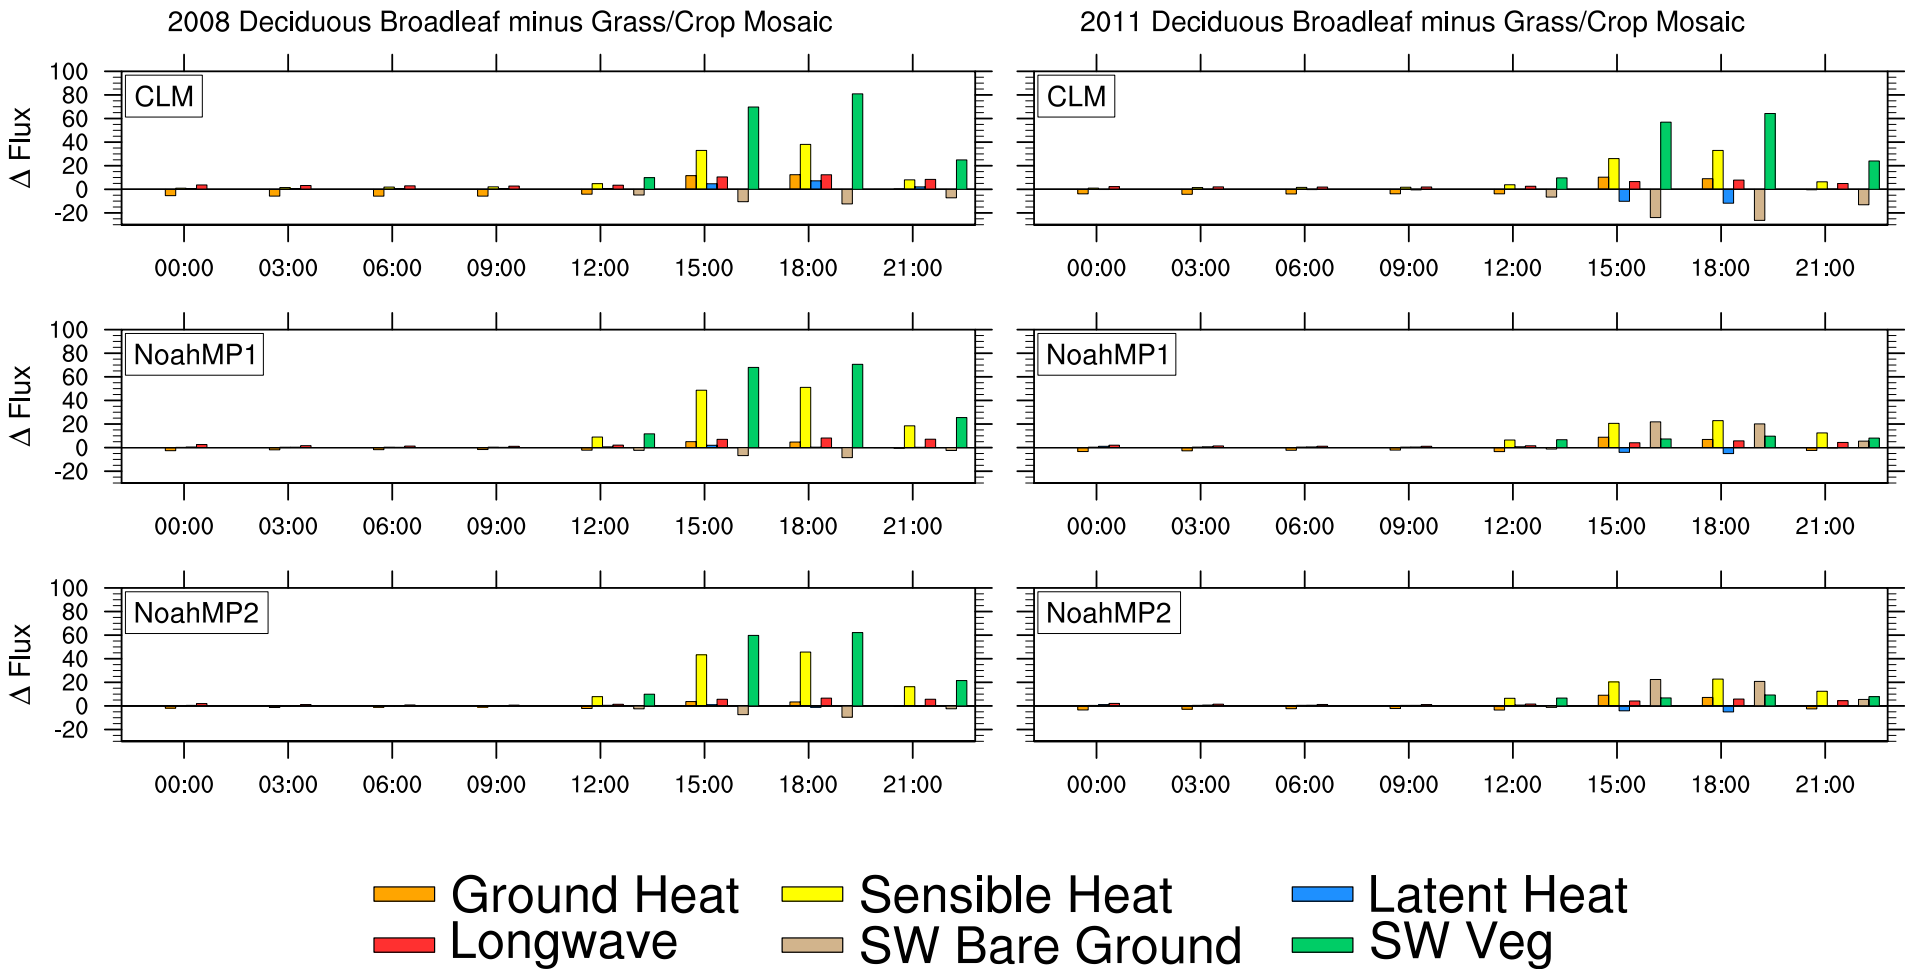 2008 Deciduous Broadleaf minus Grass/Crop Mosaic
2011 Deciduous Broadleaf minus Grass/Crop Mosaic
CLM
Δ Flux
100
80
60
40
20
0
-20
00:00 03:00 06:00 09:00 12:00 15:00 18:00 21:00
CLM
00:00 03:00 06:00 09:00 12:00 15:00 18:00 21:00
NoahMP1
Δ Flux
100
80
60
40
20
0
-20
00:00 03:00 06:00 09:00 12:00 15:00 18:00 21:00
NoahMP1
00:00 03:00 06:00 09:00 12:00 15:00 18:00 21:00
NoahMP2
Δ Flux
100
80
60
40
20
0
-20
00:00 03:00 06:00 09:00 12:00 15:00 18:00 21:00
NoahMP2
00:00 03:00 06:00 09:00 12:00 15:00 18:00 21:00
Ground Heat Sensible Heat Latent Heat
Longwave SW Bare Ground SW Veg